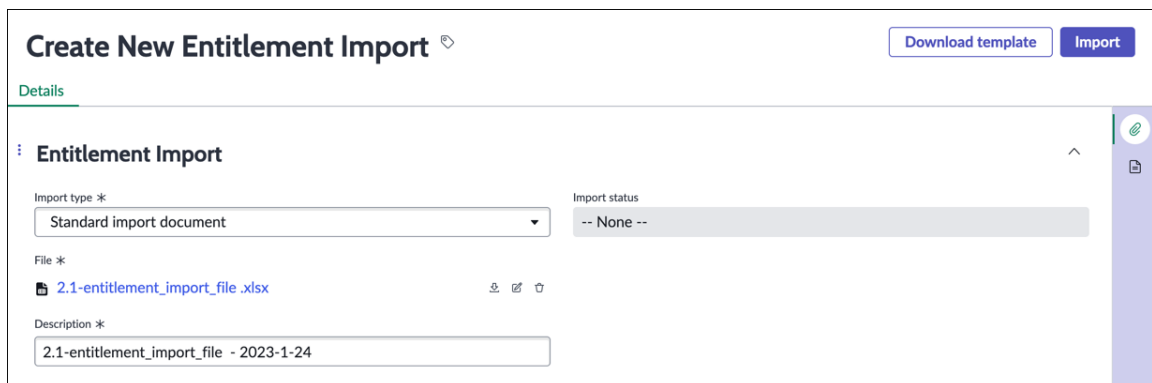 Create New Entitlement Import
Download template
Import
Details
Entitlement Import
Import type *
Import status
Standard import document
-- None --
File *
2.1-entitlement_import_file .xlsx
Description *
2.1-entitlement_import_file  - 2023-1-24